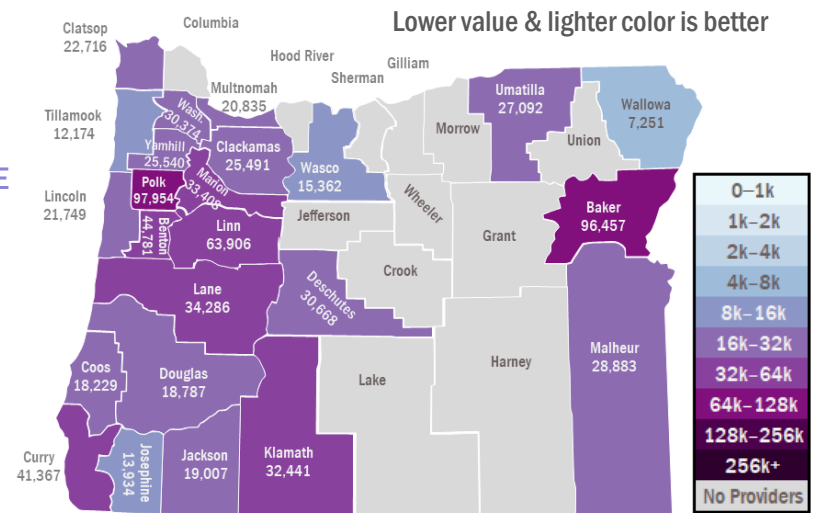 Lower value & lighter color is better
Clatsop
22,716
Columbia
Hood River
Sherman
Gilliam
Multnomah
20,835
Tillamook
12,174
Wash.
30,374
Yamhill
25,540
Clackamas
25,491
Marion
33,408
Polk
97,954
Lincoln
21,749
Benton
44,781
Linn
63,906
Wasco
15,362
Jefferson
Wheeler
Morrow
Umatilla
27,092
Union
Wallowa
7,251
Baker
96,457
Grant
Crook
Deschutes
30,668
Lane
34,286
Coos
18,229
Douglas
18,787
Curry
41,367
Josephine
13,934
Jackson
19,007
Klamath
32,441
Lake
Harney
Malheur
28,883
0–1k
1k–2k
2k–4k
4k–8k
8k–16k
16k–32k
32k–64k
64k–128k
128k–256k
256k+
No Providers